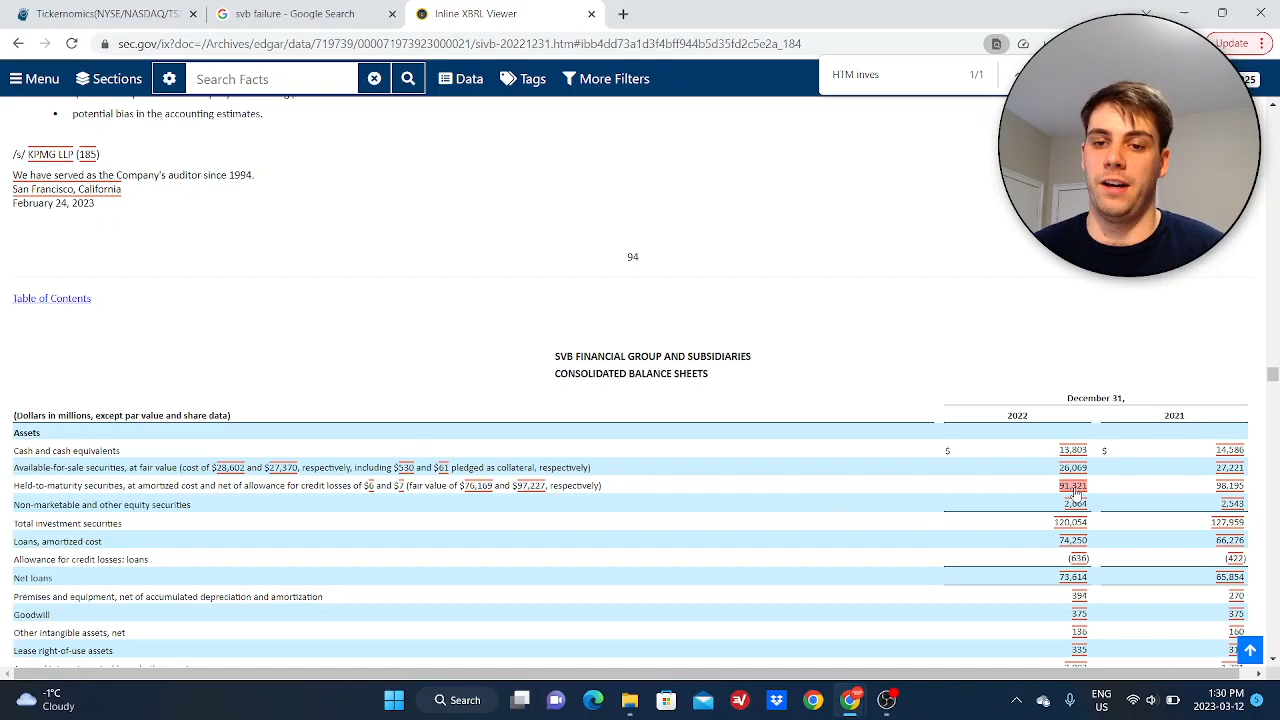 Tickernomics(NYSE/NASDAQ/TS
svb failure - Google Search
Inline XBRL Viewer
sec.gov/ix?doc=/Archives/edgar/data/719739/000071973923000021/sivb-20221231.htm#ibb4dd73a1d3f4bff944b5d35fd2c5e2a_184
Update
Menu
Sections
Search Facts
Data
Tags
More Filters
HTM inves
1/1
25
• potential bias in the accounting estimates.
/s/ KPMG LLP (185)
We have served as the Company's auditor since 1994.
San Francisco, California
February 24, 2023
94
Table of Contents
SVB FINANCIAL GROUP AND SUBSIDIARIES
CONSOLIDATED BALANCE SHEETS
December 31,
(Dollars in millions, except par value and share data) 2022 2021
Assets
Cash and cash equivalents $ 13,803 $ 14,586
Available-for-sale securities, at fair value (cost of $28,602 and $27,370, respectively, including $530 and $61 pledged as collateral, respectively) 26,069 27,221
Held-to-maturity securities, at amortized cost and net of allowance for credit losses of $6 and $7 (fair value of $76,169 and $97,227, respectively) 91,321 98,195
Non-marketable and other equity securities 2,664 2,543
Total investment securities 120,054 127,959
Loans, amortized cost 74,250 66,276
Allowance for credit losses: loans (636) (422)
Net loans 73,614 65,854
Premises and equipment, net of accumulated depreciation and amortization 394 270
Goodwill 375 375
Other intangible assets, net 136 160
Lease right-of-use assets 335
-1°C
Cloudy
Search
ENG
US
1:30 PM
2023-03-12